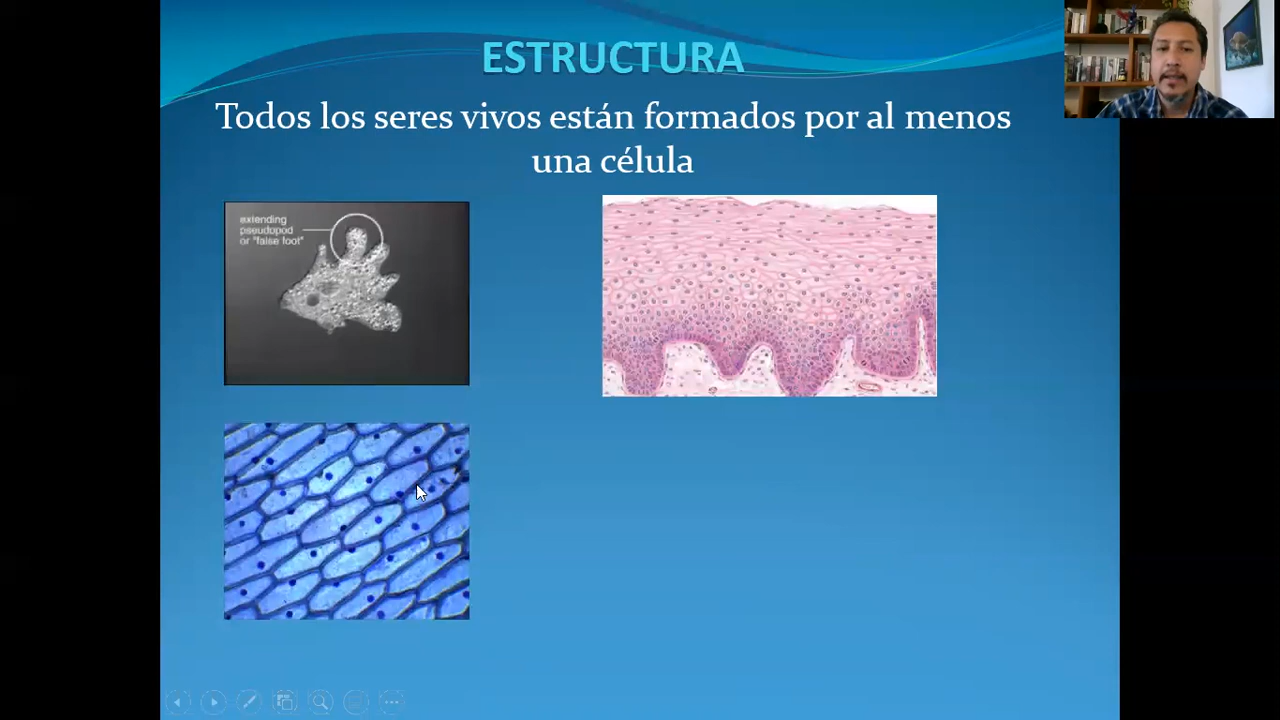 ESTRUCTURA
Todos los seres vivos están formados por al menos
una célula
extending
pseudopod
or "false foot"